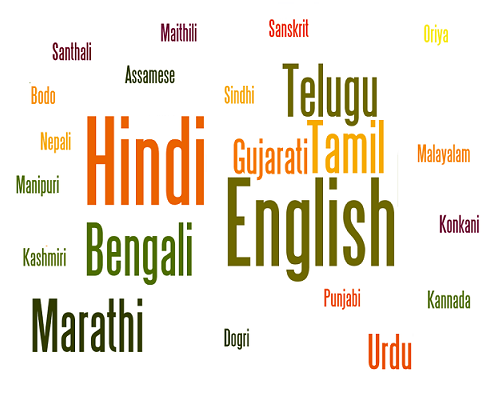 Maithili
Sanskrit
Oriya
Santhali
Assamese
Telugu
Bodo
Sindhi
Hindi
Tamil
Nepali
Gujarati
Malayalam
Manipuri
English
Konkani
Bengali
Kashmiri
Punjabi
Kannada
Marathi
Dogri
Urdu